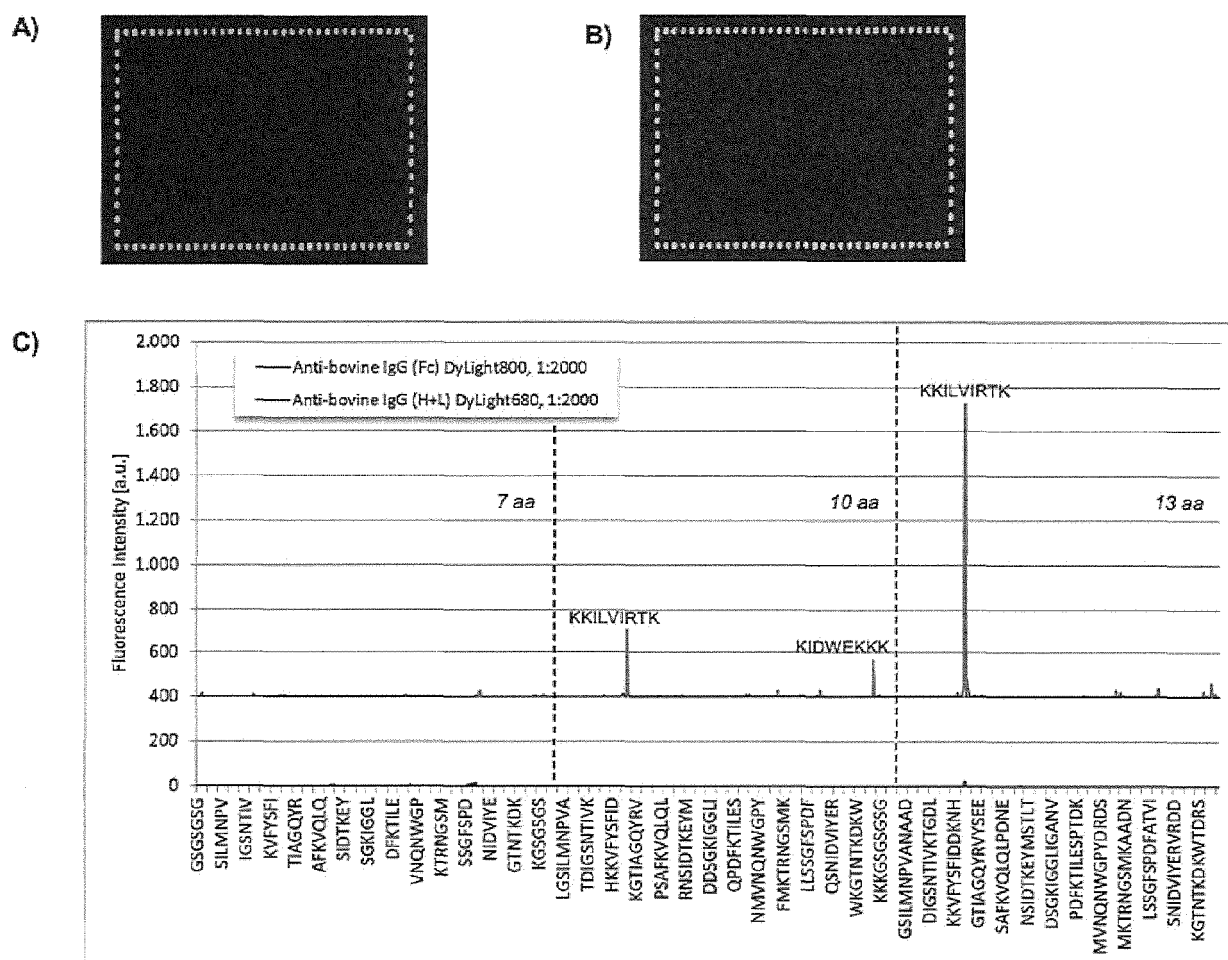 A)
B)
C)
2.000
1.800
1.600
1.400
1.200
1.000
800
600
400
200
0
Fluorescence Intensity [a.u.]
Anti-bovine IgG (Fc) DyLight800, 1:2000
Anti-bovine IgG (H+L) DyLight680, 1:2000
7 aa
10 aa
13 aa
KKILVIRTK
KIDWEKKK
KKILVIRTK
GSGSGSG
SILMNPV
IGSNTIV
KVFYSFI
TIAGQYR
AFKVQLQ
SIDTKEY
SGKIGGL
DFKTILE
VNQNWGP
KTRNGSM
SSGFSPD
NIDVIYE
GTNTKDK
KGSGSGS
LGSILMNPVA
TDIGSNTIVK
HKKVFYSFID
KGTIAGQYRV
PSAFKVQLQL
RNSIDTKEYM
DDSGKIGGLI
QPDFKTILES
NMVNQNWGPY
FMKTRNGSMK
LLSSGFSPDF
QSNIDVIYER
WKGTNTKDKW
KKKGSGSGSG
GSILMNPVANAAD
DIGSNTIVKTGDL
KKVFYSFIDDKNH
GTIAGQYRVYSEE
SAFKVQLQLPDNE
NSIDTKEYMSTLT
DSGKIGGLIGANV
PDFKTILESPTDK
MVNQNWGPYDRDS
MKTRNGSMKAADN
LSSGFSPDFATVI
SNIDVIYERVRDD
KGTNTKDKWTDRS